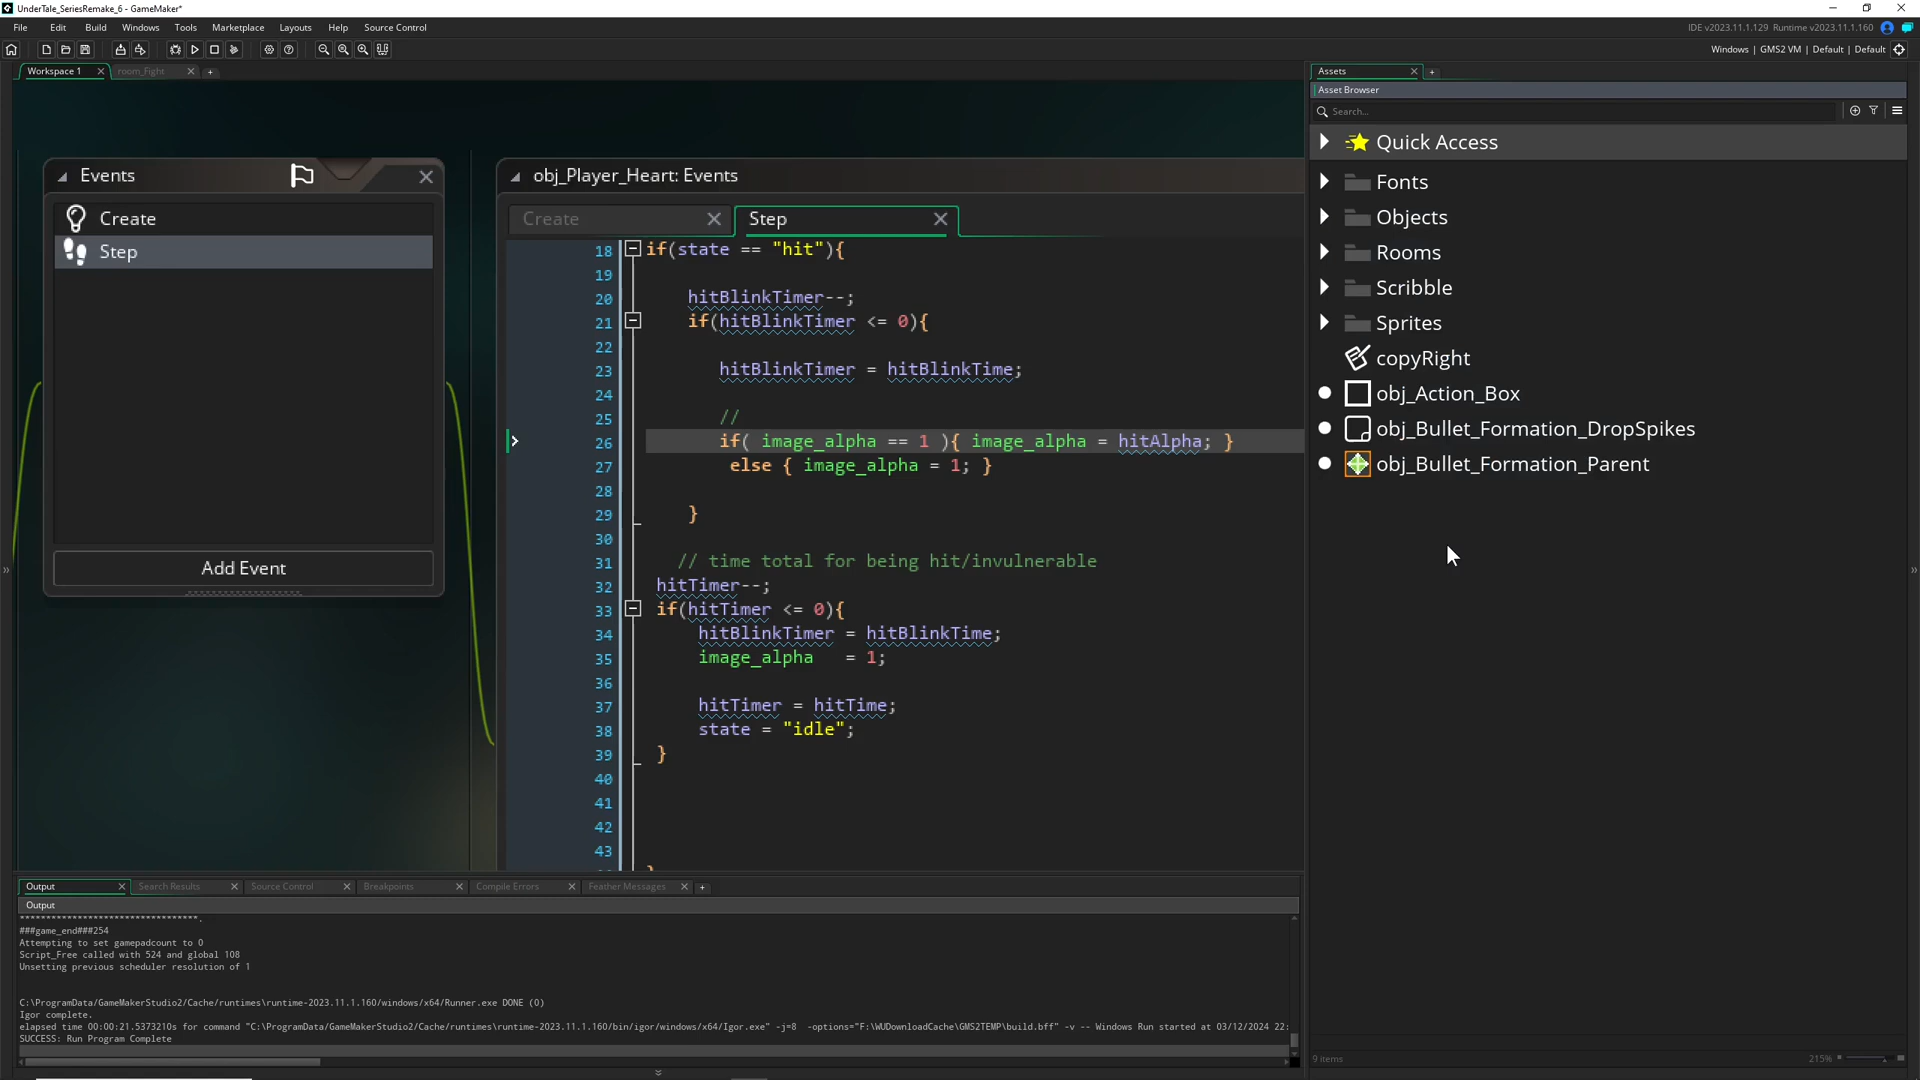 UnderTale_SeriesRemake_6 - GameMaker*
File Edit Build Windows Tools Marketplace Layouts Help Source Control
IDE v2023.11.1.129 Runtime v2023.11.1.160
Windows | GMS2 VM | Default | Default
Workspace 1
room_Fight
Events
Create
Step
Add Event
obj_Player_Heart: Events
Create
Step
18 if(state == "hit"){
19
20 hitBlinkTimer--;
21 if(hitBlinkTimer <= 0){
22
23 hitBlinkTimer = hitBlinkTime;
24
25 //
26 if( image_alpha == 1 ){ image_alpha = hitAlpha; }
27 else { image_alpha = 1; }
28
29 }
30
31 // time total for being hit/invulnerable
32 hitTimer--;
33 if(hitTimer <= 0){
34 hitBlinkTimer = hitBlinkTime;
35 image_alpha = 1;
36
37 hitTimer = hitTime;
38 state = "idle";
39 }
40
41
42
43
Assets
Asset Browser
Search...
Quick Access
Fonts
Objects
Rooms
Scribble
Sprites
copyRight
obj_Action_Box
obj_Bullet_Formation_DropSpikes
obj_Bullet_Formation_Parent
9 items
215%
Output
Search Results
Source Control
Breakpoints
Compile Errors
Feather Messages
Output
###game_end###254
Attempting to set gamepadcount to 0
Script_Free called with 524 and global 108
Unsetting previous scheduler resolution of 1
C:\ProgramData/GameMakerStudio2/Cache/runtimes\runtime-2023.11.1.160/windows/x64/Runner.exe DONE (0)
Igor complete.
elapsed time 00:00:21.5373210s for command "C:\ProgramData/GameMakerStudio2/Cache/runtimes\runtime-2023.11.1.160/bin/igor/windows/x64/Igor.exe" -j=8 -options="F:\WUDownloadCache\GMS2TEMP\build.bff" -v -- Windows Run started at 03/12/2024 22:
SUCCESS: Run Program Complete